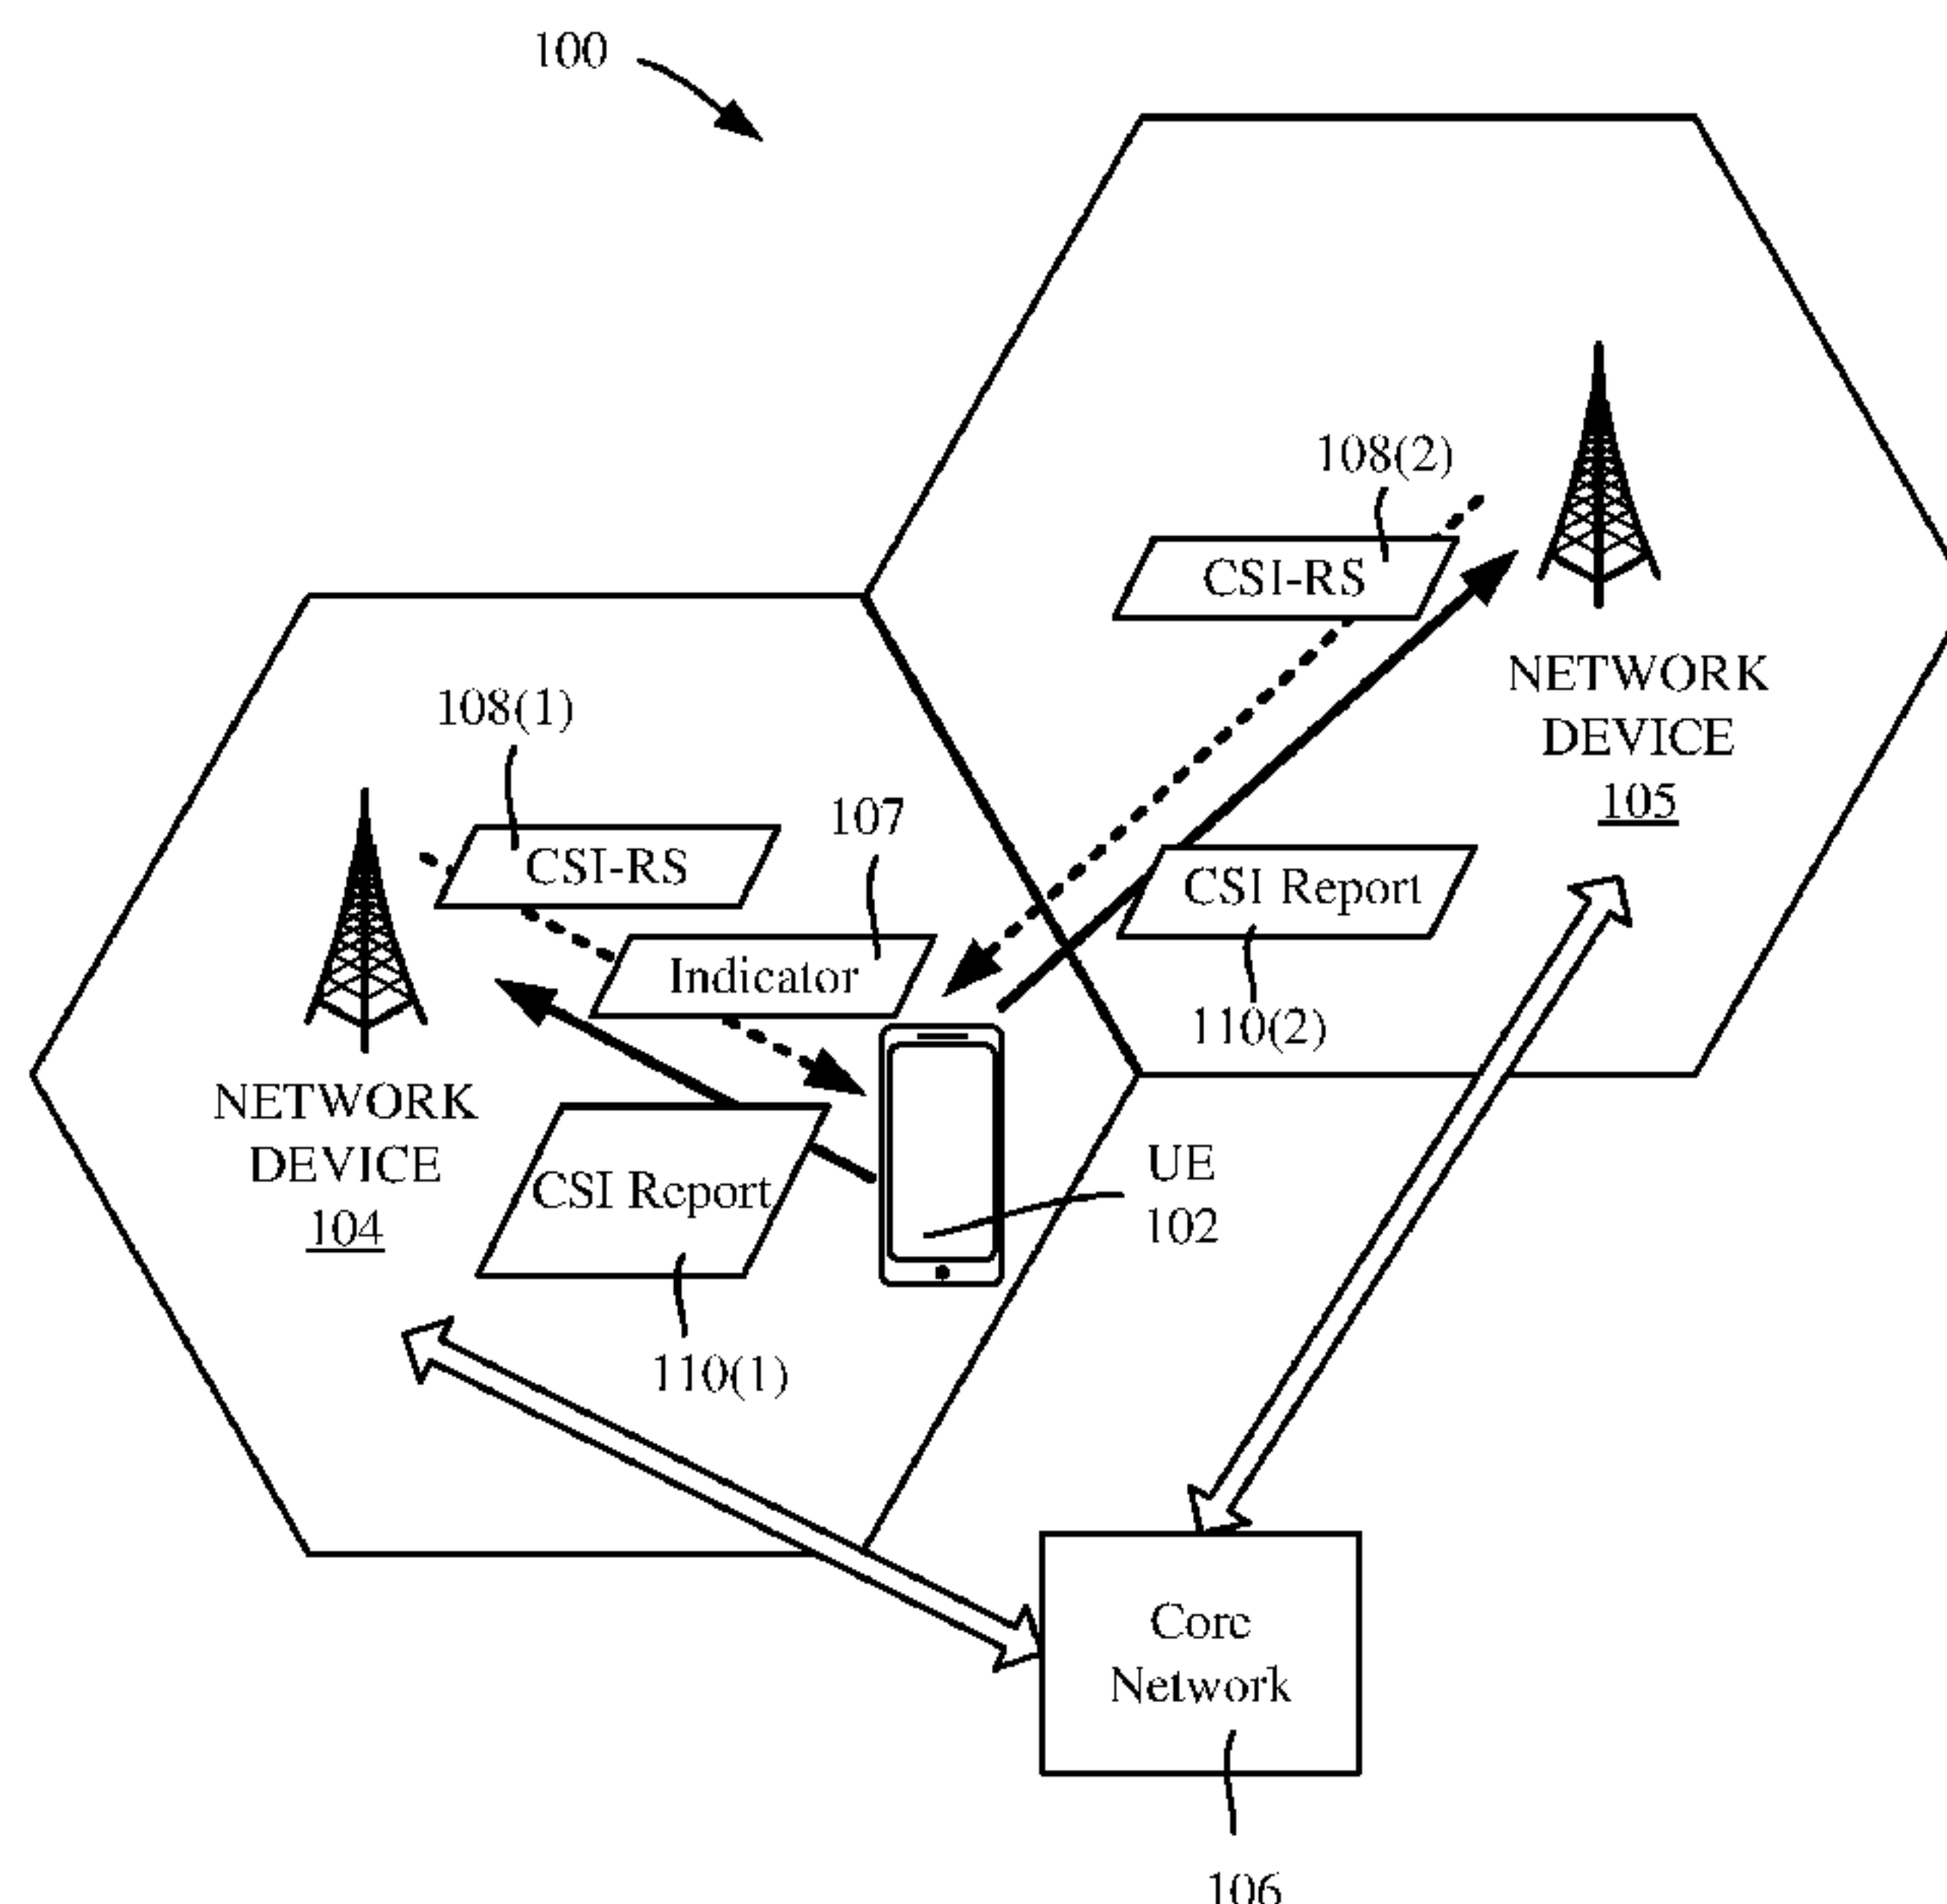 100
108(2)
CSI-RS
NETWORK
DEVICE
105
108(1)
107
CSI-RS
CSI Report
Indicator
110(2)
NETWORK
DEVICE
104
CSI Report
UE
102
110(1)
Core
Network
106